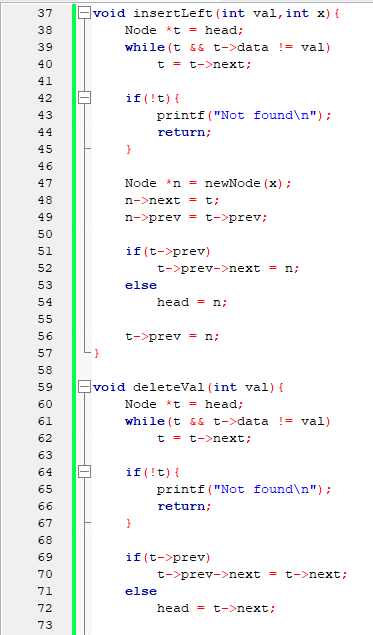 37 void insertLeft(int val,int x){
38     Node *t = head;
39     while(t && t->data != val)
40         t = t->next;
41
42     if(!t){
43         printf("Not found\n");
44         return;
45     }
46
47     Node *n = newNode(x);
48     n->next = t;
49     n->prev = t->prev;
50
51     if(t->prev)
52         t->prev->next = n;
53     else
54         head = n;
55
56     t->prev = n;
57 }
58
59 void deleteVal(int val){
60     Node *t = head;
61     while(t && t->data != val)
62         t = t->next;
63
64     if(!t){
65         printf("Not found\n");
66         return;
67     }
68
69     if(t->prev)
70         t->prev->next = t->next;
71     else
72         head = t->next;
73